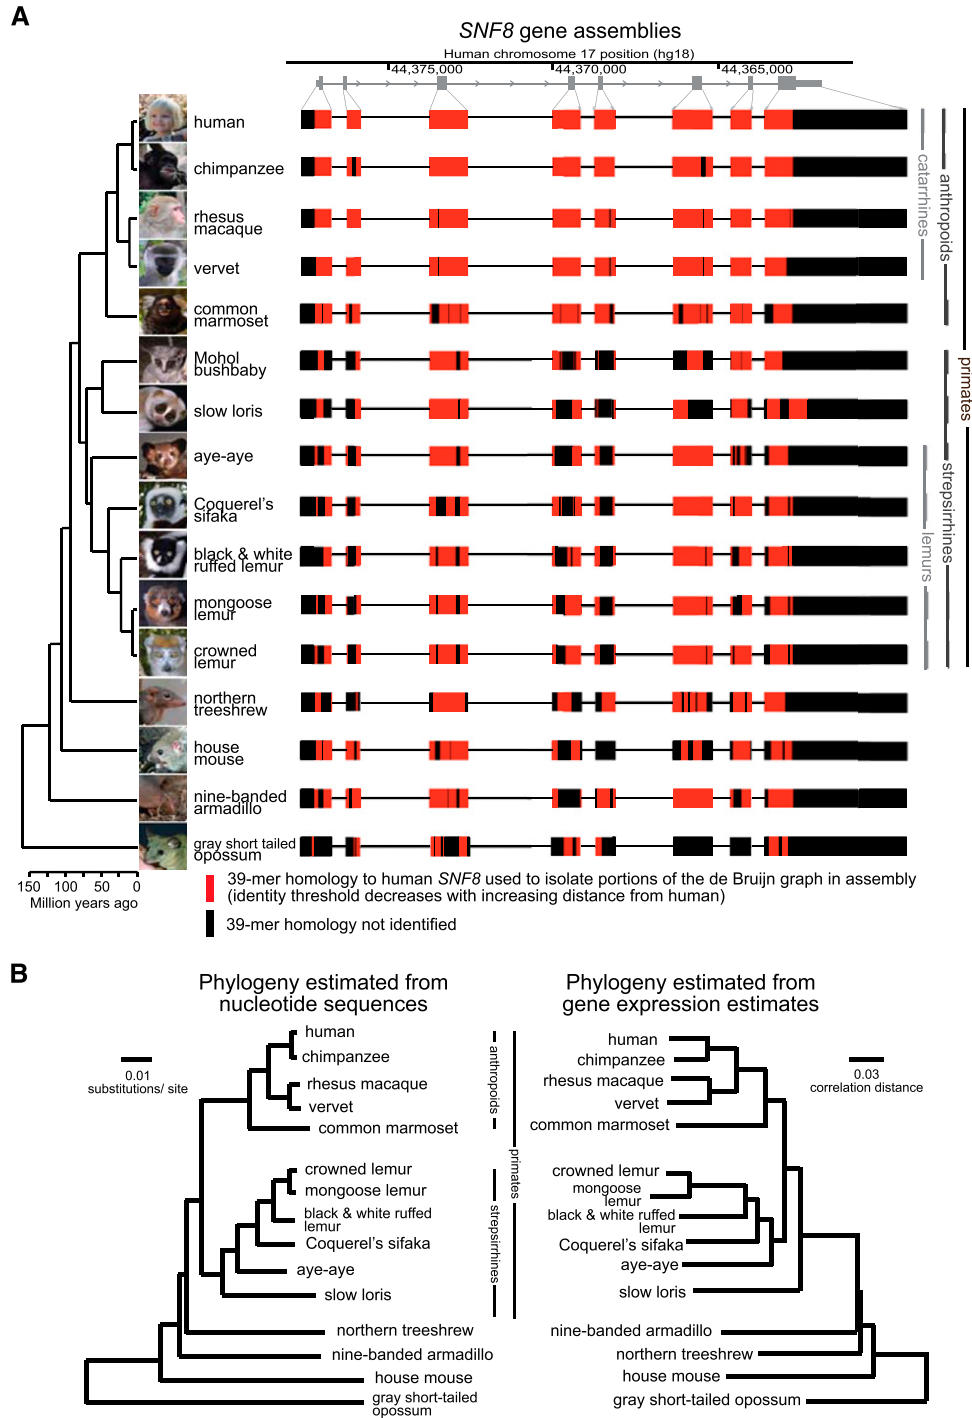 A
SNF8 gene assemblies
Human chromosome 17 position (hg18)
44,375,000
44,370,000
44,365,000
human
chimpanzee
rhesus
macaque
vervet
common
marmoset
Mohol
bushbaby
slow loris
aye-aye
Coquerel's
sifaka
black & white
ruffed lemur
mongoose
lemur
crowned
lemur
northern
treeshrew
house
mouse
nine-banded
armadillo
gray short tailed
opossum
catarrhines
anthropoids
primates
strepsirrhines
lemurs
150 100 50 0
Million years ago
39-mer homology to human SNF8 used to isolate portions of the de Bruijn graph in assembly
(identity threshold decreases with increasing distance from human)
39-mer homology not identified
B
Phylogeny estimated from
nucleotide sequences
0.01
substitutions/ site
human
chimpanzee
rhesus macaque
vervet
common marmoset
crowned lemur
mongoose lemur
black & white ruffed
lemur
Coquerel's sifaka
aye-aye
slow loris
northern treeshrew
nine-banded armadillo
house mouse
gray short-tailed
opossum
anthropoids
primates
strepsirrhines
Phylogeny estimated from
gene expression estimates
0.03
correlation distance
human
chimpanzee
rhesus macaque
vervet
common marmoset
crowned lemur
mongoose
lemur
black & white ruffed
lemur
Coquerel's sifaka
aye-aye
slow loris
nine-banded armadillo
northern treeshrew
house mouse
gray short-tailed opossum